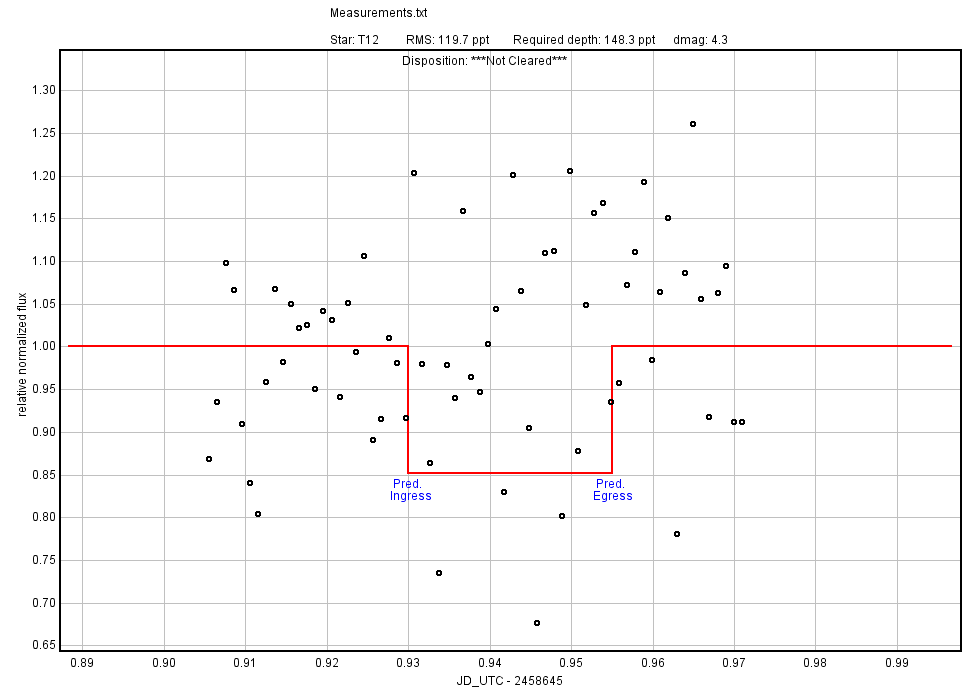 Measurements.txt
Star: T12 RMS: 119.7 ppt Required depth: 148.3 ppt dmag: 4.3
Disposition: ***Not Cleared***
relative normalized flux
1.30
1.25
1.20
1.15
1.10
1.05
1.00
0.95
0.90
0.85
0.80
0.75
0.70
0.65
Pred.
Ingress
Pred.
Egress
0.89 0.90 0.91 0.92 0.93 0.94 0.95 0.96 0.97 0.98 0.99
JD_UTC - 2458645